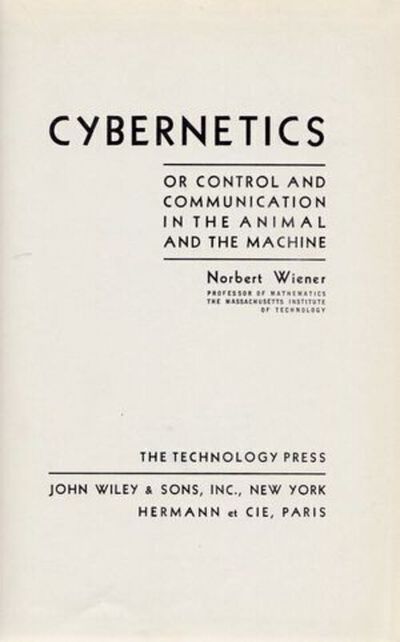 CYBERNETICS
OR CONTROL AND
COMMUNICATION
IN THE ANIMAL
AND THE MACHINE
Norbert Wiener
PROFESSOR OF MATHEMATICS
THE MASSACHUSETTS INSTITUTE
OF TECHNOLOGY
THE TECHNOLOGY PRESS
JOHN WILEY & SONS, INC., NEW YORK
HERMANN et CIE, PARIS